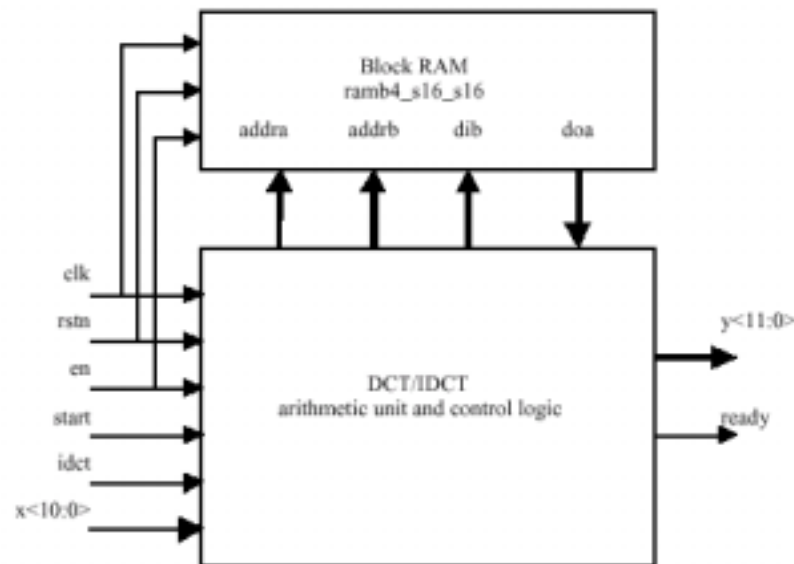 Block RAM
ramb4_s16_s16
addra addrb dib doa
clk
rstn
en
start
idct
x<10:0>
DCT/IDCT
arithmetic unit and control logic
y<11:0>
ready